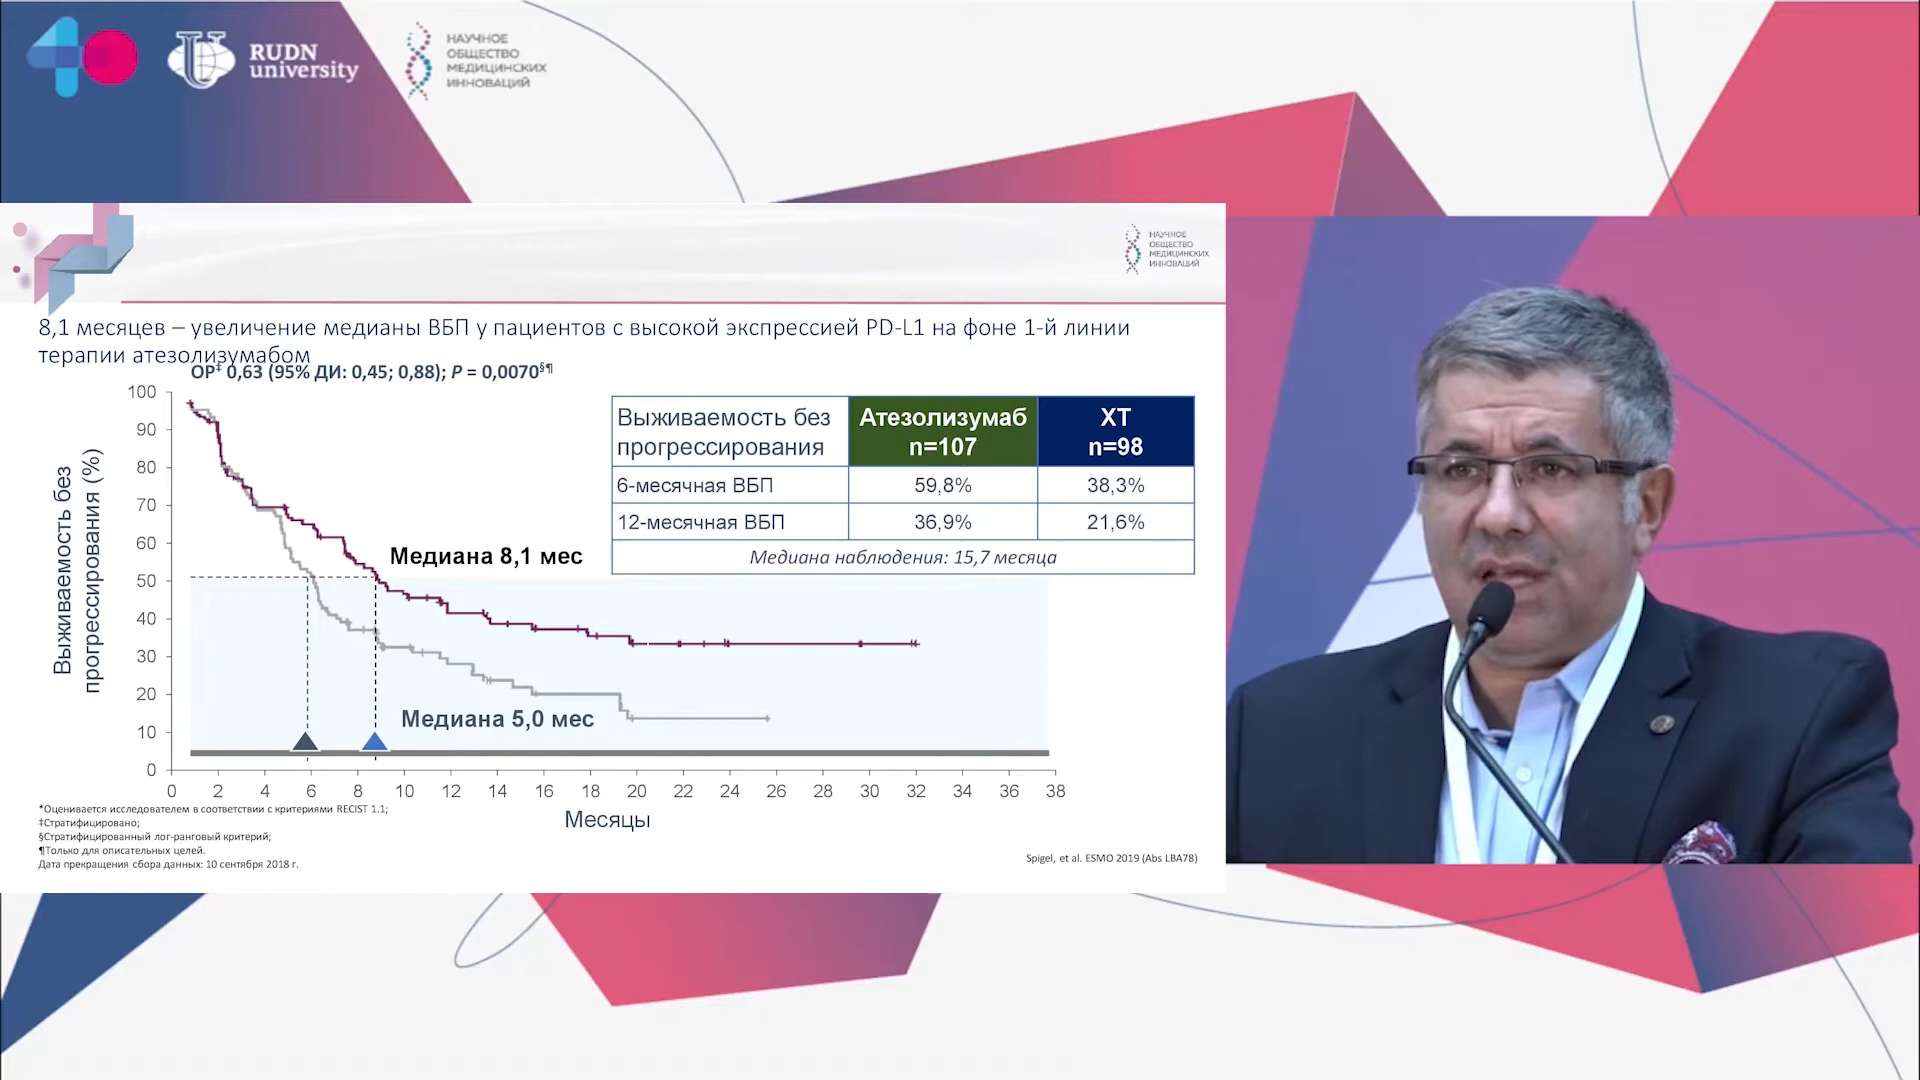 RUDN
university
НАУЧНОЕ
ОБЩЕСТВО
МЕДИЦИНСКИХ
ИННОВАЦИЙ
НАУЧНОЕ
ОБЩЕСТВО
МЕДИЦИНСКИХ
ИННОВАЦИЙ
8,1 месяцев – увеличение медианы ВБП у пациентов с высокой экспрессией PD-L1 на фоне 1-й линии
терапии атезолизумабом
ОР‡ 0,63 (95% ДИ: 0,45; 0,88); P = 0,0070§¶
Выживаемость без
прогрессирования (%)
100
90
80
70
60
50
40
30
20
10
0
Выживаемость без
прогрессирования
Атезолизумаб
n=107
ХТ
n=98
6-месячная ВБП 59,8% 38,3%
12-месячная ВБП 36,9% 21,6%
Медиана наблюдения: 15,7 месяца
Медиана 8,1 мес
Медиана 5,0 мес
0 2 4 6 8 10 12 14 16 18 20 22 24 26 28 30 32 34 36 38
Месяцы
*Оценивается исследователем в соответствии с критериями RECIST 1.1;
‡Стратифицировано;
§Стратифицированный лог-ранговый критерий;
¶Только для описательных целей.
Дата прекращения сбора данных: 10 сентября 2018 г.
Spigel, et al. ESMO 2019 (Abs LBA78)